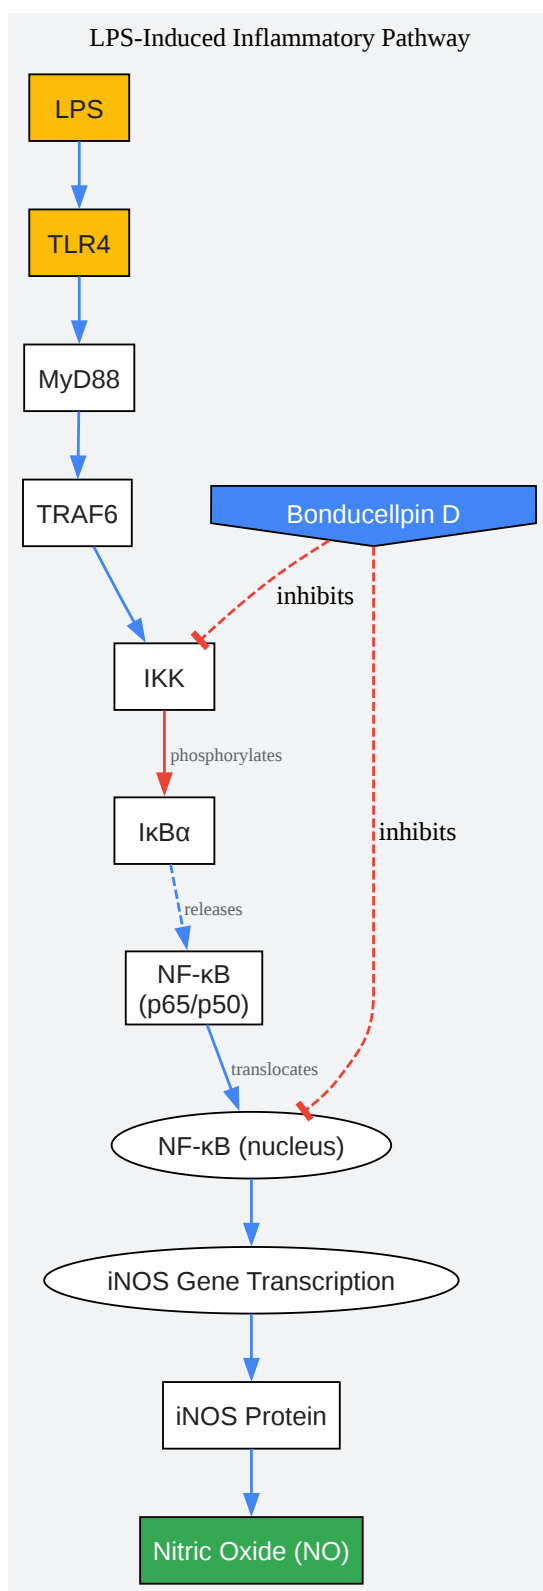 LPS-Induced Inflammatory Pathway
LPS
TLR4
MyD88
TRAF6
Bonducellpin D
inhibits
IKK
phosphorylates
IκBα
inhibits
releases
NF-κB
(p65/p50)
translocates
NF-κB (nucleus)
iNOS Gene Transcription
iNOS Protein
Nitric Oxide (NO)